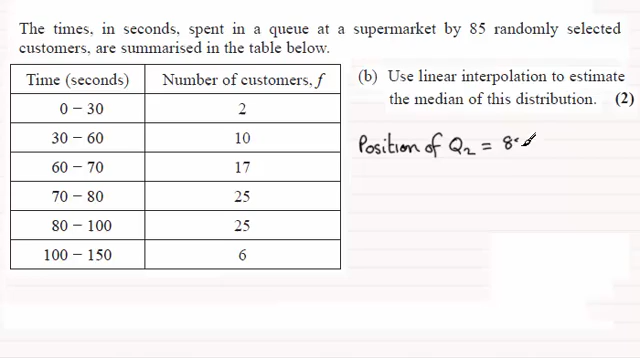 The times, in seconds, spent in a queue at a supermarket by 85 randomly selected
customers, are summarised in the table below.
Time (seconds) Number of customers, f
0 − 30 2
30 − 60 10
60 − 70 17
70 − 80 25
80 − 100 25
100 − 150 6
(b) Use linear interpolation to estimate
the median of this distribution. (2)
Position of Q2 = 8